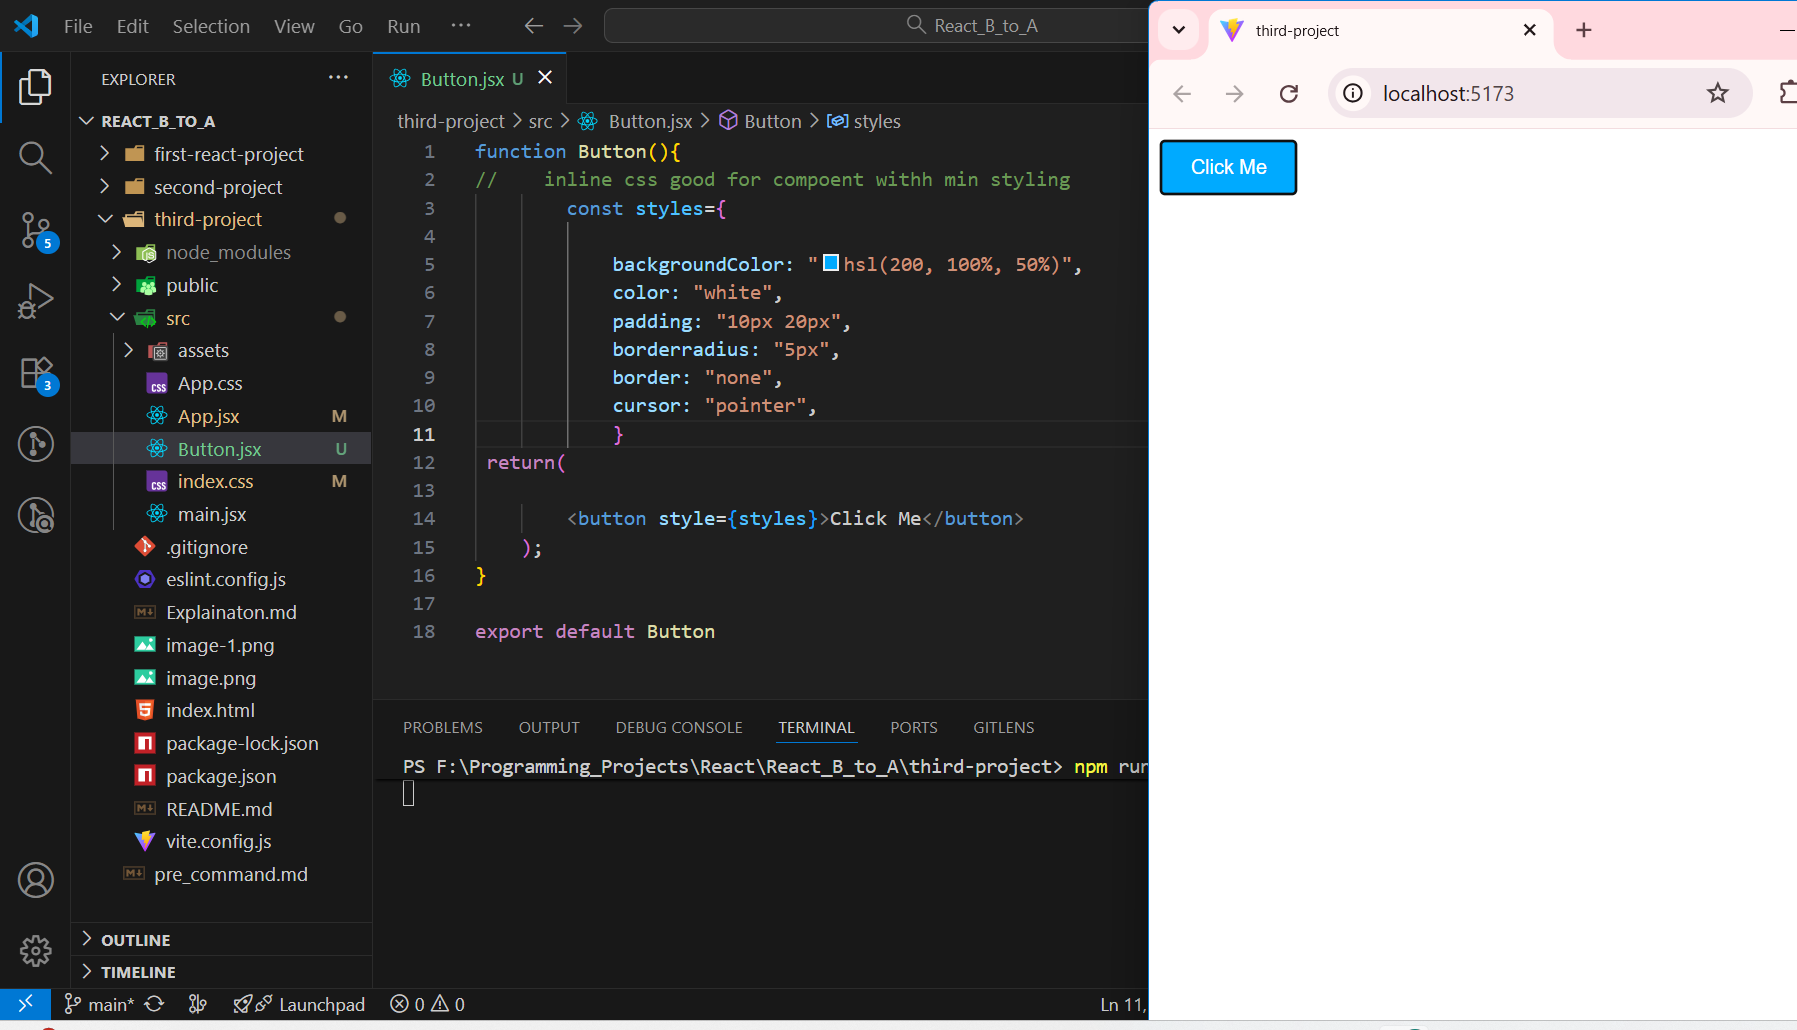 File Edit Selection View Go Run ··· React_B_to_A
EXPLORER ···
REACT_B_TO_A
first-react-project
second-project
third-project
node_modules
public
src
assets
App.css
App.jsx M
Button.jsx U
index.css M
main.jsx
.gitignore
eslint.config.js
Explainaton.md
image-1.png
image.png
index.html
package-lock.json
package.json
README.md
vite.config.js
pre_command.md
OUTLINE
TIMELINE
5
3
Button.jsx U
third-project > src > Button.jsx > Button > styles
1 function Button(){
2 //    inline css good for compoent withh min styling
3 const styles={
4
5 backgroundColor: "hsl(200, 100%, 50%)",
6 color: "white",
7 padding: "10px 20px",
8 borderradius: "5px",
9 border: "none",
10 cursor: "pointer",
11 }
12 return(
13
14 <button style={styles}>Click Me</button>
15 );
16 }
17
18 export default Button
PROBLEMS OUTPUT DEBUG CONSOLE TERMINAL PORTS GITLENS
PS F:\Programming_Projects\React\React_B_to_A\third-project> npm run
main* Launchpad 0 0 Ln 11,
third-project
localhost:5173
Click Me